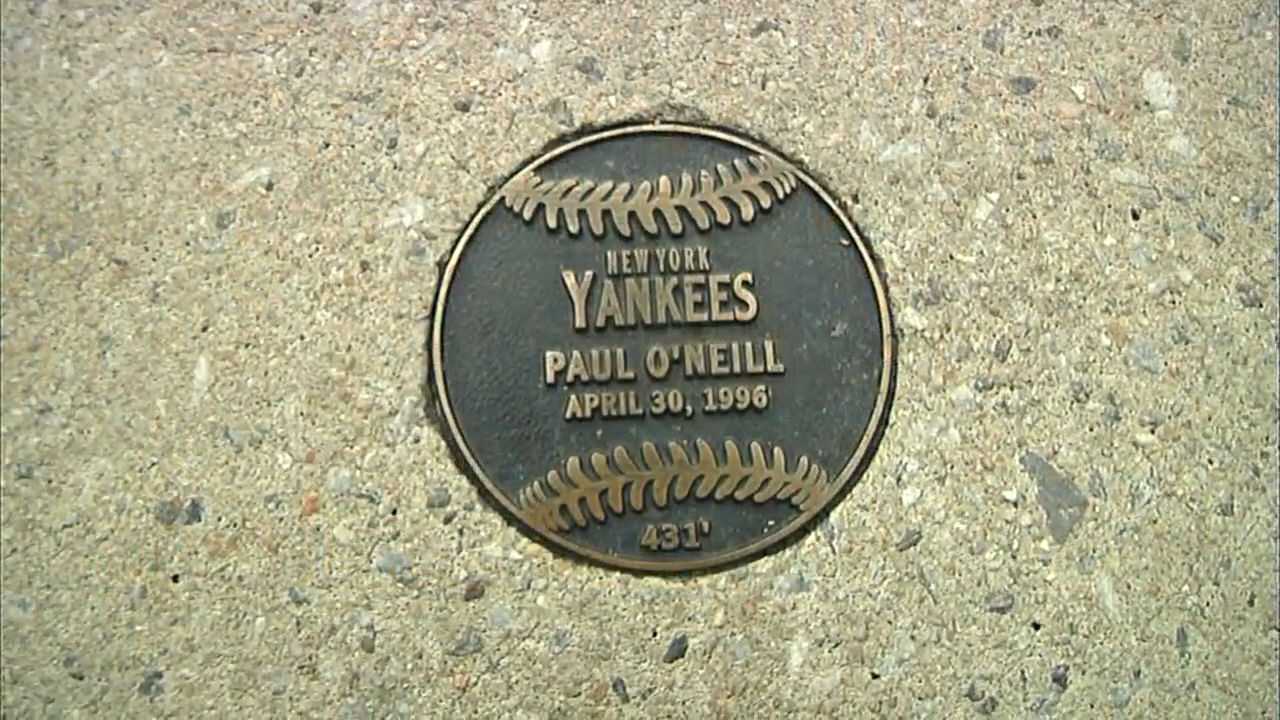 NEW YORK
YANKEES
PAUL O'NEILL
APRIL 30, 1996
431'